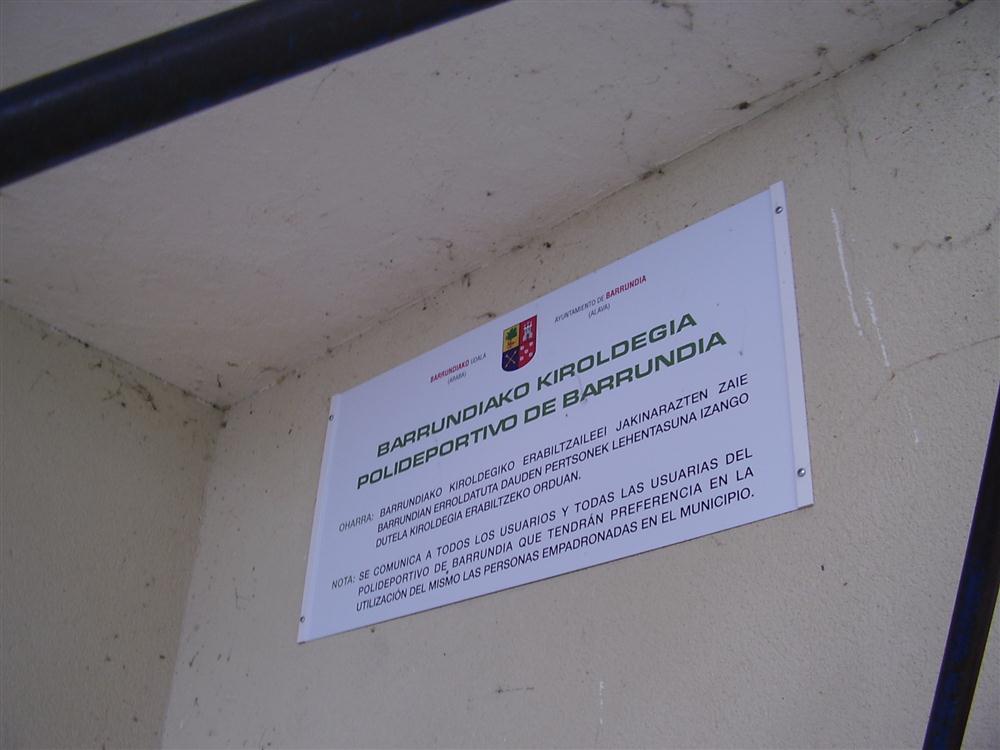 BARRUNDIAKO UDALA
(ARABA)
AYUNTAMIENTO DE BARRUNDIA
(ALAVA)
BARRUNDIAKO KIROLDEGIA
POLIDEPORTIVO DE BARRUNDIA
OHARRA: BARRUNDIAKO KIROLDEGIKO ERABILTZAILEEI JAKINARAZTEN ZAIE
BARRUNDIAN ERROLDATUTA DAUDEN PERTSONEK LEHENTASUNA IZANGO
DUTELA KIROLDEGIA ERABILTZEKO ORDUAN.
NOTA: SE COMUNICA A TODOS LOS USUARIOS Y TODAS LAS USUARIAS DEL
POLIDEPORTIVO DE BARRUNDIA QUE TENDRÁN PREFERENCIA EN LA
UTILIZACIÓN DEL MISMO LAS PERSONAS EMPADRONADAS EN EL MUNICIPIO.